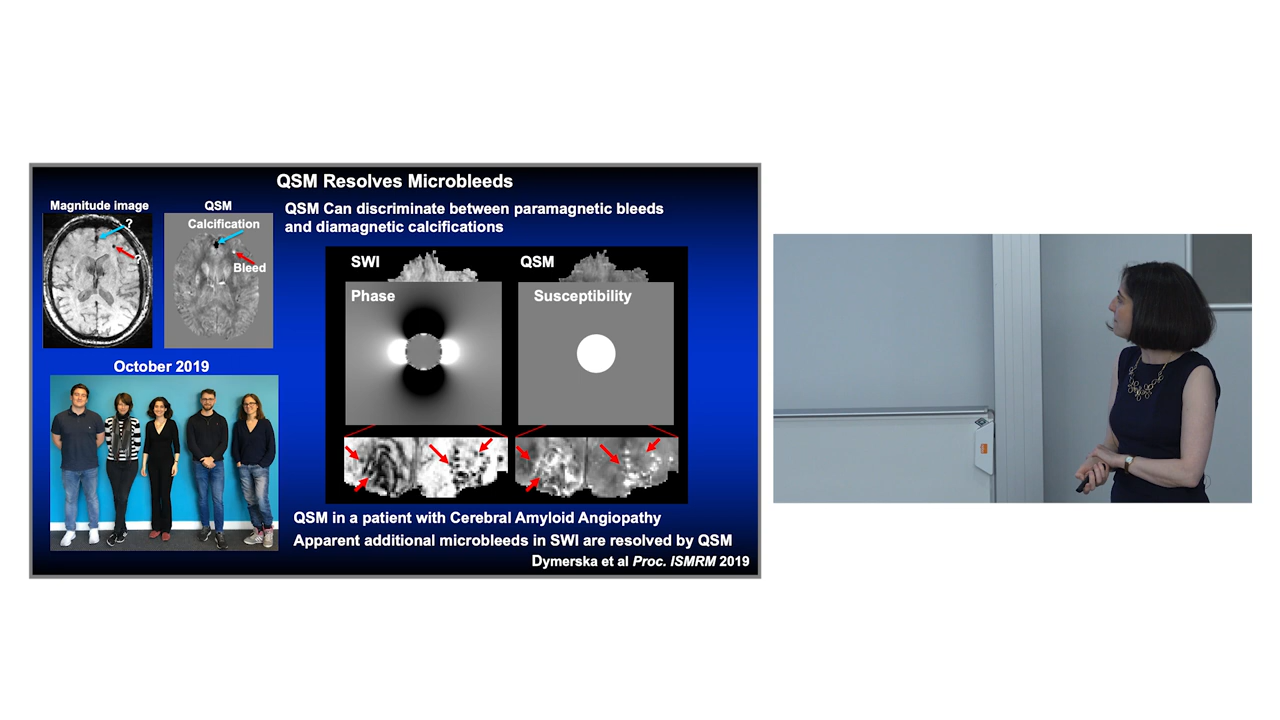 QSM Resolves Microbleeds
Magnitude image
QSM
QSM Can discriminate between paramagnetic bleeds
and diamagnetic calcifications
?
?
Calcification
Bleed
SWI
QSM
Phase
Susceptibility
October 2019
QSM in a patient with Cerebral Amyloid Angiopathy
Apparent additional microbleeds in SWI are resolved by QSM
Dymerska et al Proc. ISMRM 2019